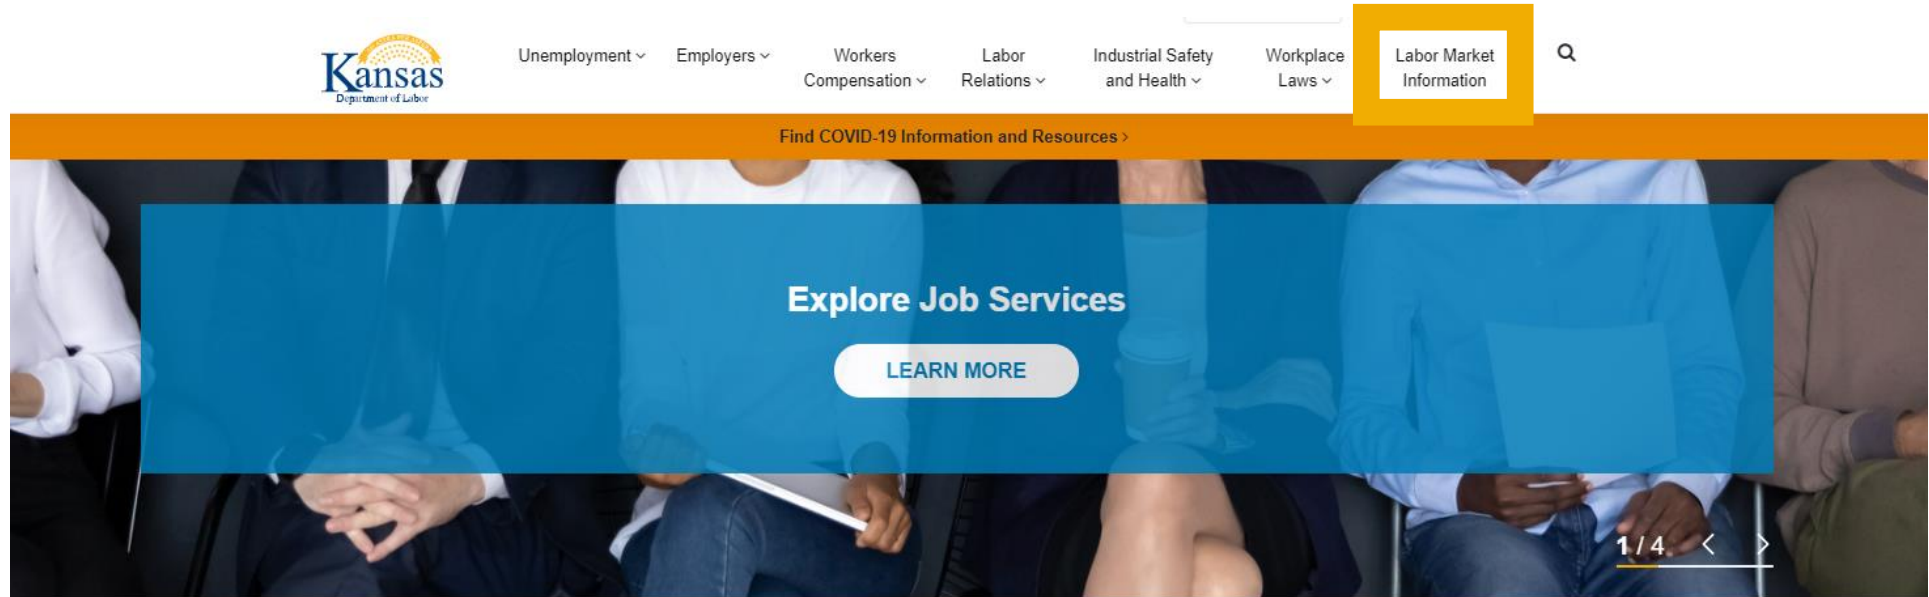 Kansas
Department of Labor
Unemployment
Employers
Workers
Compensation
Labor
Relations
Industrial Safety
and Health
Workplace
Laws
Labor Market
Information
Find COVID-19 Information and Resources
Explore Job Services
LEARN MORE
1 / 4